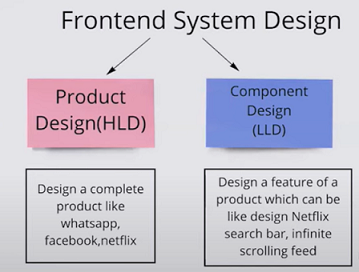 Frontend System Design
Product
Design(HLD)
Component
Design
(LLD)
Design a complete
product like
whatsapp,
facebook,netflix
Design a feature of a
product which can be
like design Netflix
search bar, infinite
scrolling feed